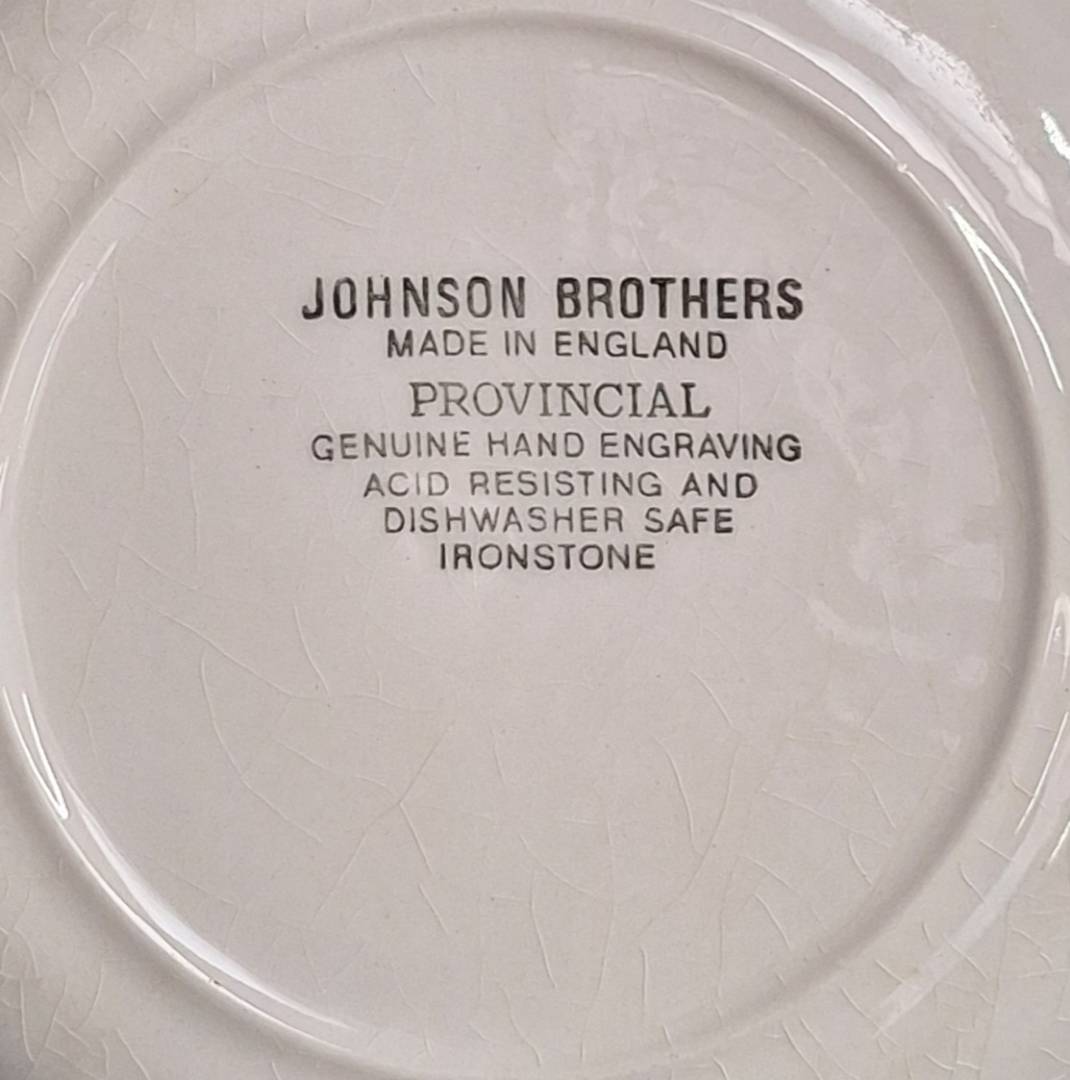 JOHNSON BROTHERS
MADE IN ENGLAND
PROVINCIAL
GENUINE HAND ENGRAVING
ACID RESISTING AND
DISHWASHER SAFE
IRONSTONE